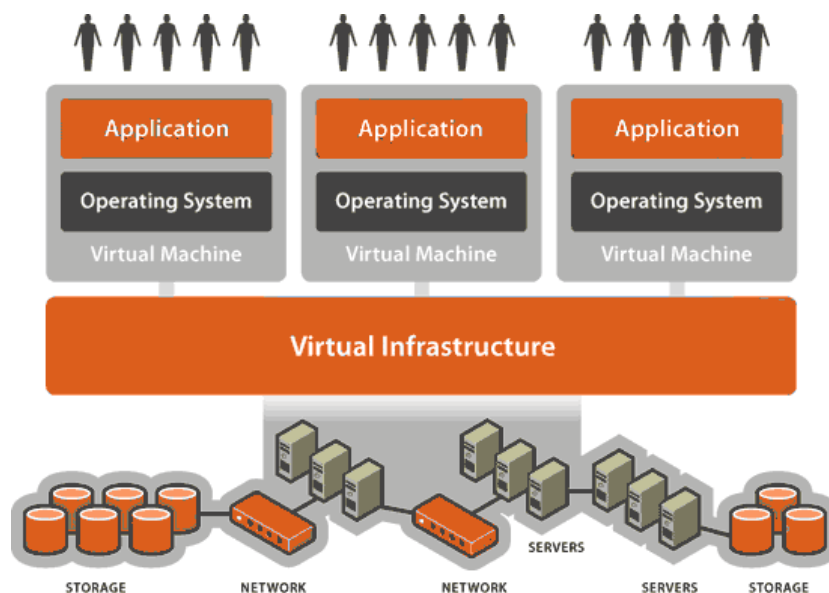 Application
Application
Application
Operating System
Operating System
Operating System
Virtual Machine
Virtual Machine
Virtual Machine
Virtual Infrastructure
SERVERS
STORAGE
NETWORK
NETWORK
SERVERS
STORAGE